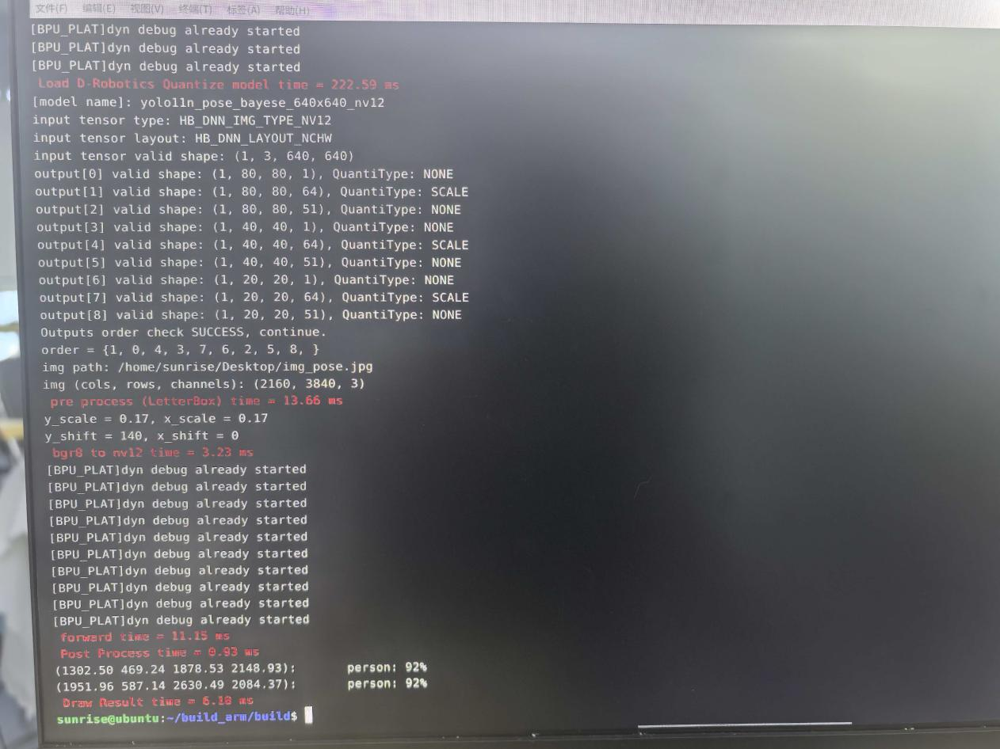 文件(F) 编辑(E) 视图(V) 终端(T) 标签(A) 帮助(H)
[BPU_PLAT]dyn debug already started
[BPU_PLAT]dyn debug already started
[BPU_PLAT]dyn debug already started
Load D-Robotics Quantize model time = 222.59 ms
[model name]: yolo11n_pose_bayese_640x640_nv12
input tensor type: HB_DNN_IMG_TYPE_NV12
input tensor layout: HB_DNN_LAYOUT_NCHW
input tensor valid shape: (1, 3, 640, 640)
output[0] valid shape: (1, 80, 80, 1), QuantiType: NONE
output[1] valid shape: (1, 80, 80, 64), QuantiType: SCALE
output[2] valid shape: (1, 80, 80, 51), QuantiType: NONE
output[3] valid shape: (1, 40, 40, 1), QuantiType: NONE
output[4] valid shape: (1, 40, 40, 64), QuantiType: SCALE
output[5] valid shape: (1, 40, 40, 51), QuantiType: NONE
output[6] valid shape: (1, 20, 20, 1), QuantiType: NONE
output[7] valid shape: (1, 20, 20, 64), QuantiType: SCALE
output[8] valid shape: (1, 20, 20, 51), QuantiType: NONE
Outputs order check SUCCESS, continue.
order = {1, 0, 4, 3, 7, 6, 2, 5, 8, }
img path: /home/sunrise/Desktop/img_pose.jpg
img (cols, rows, channels): (2160, 3840, 3)
pre process (LetterBox) time = 13.66 ms
y_scale = 0.17, x_scale = 0.17
y_shift = 140, x_shift = 0
bgr8 to nv12 time = 3.23 ms
[BPU_PLAT]dyn debug already started
[BPU_PLAT]dyn debug already started
[BPU_PLAT]dyn debug already started
[BPU_PLAT]dyn debug already started
[BPU_PLAT]dyn debug already started
[BPU_PLAT]dyn debug already started
[BPU_PLAT]dyn debug already started
[BPU_PLAT]dyn debug already started
[BPU_PLAT]dyn debug already started
[BPU_PLAT]dyn debug already started
forward time = 11.15 ms
Post Process time = 0.93 ms
(1302.50 469.24 1878.53 2148.93): person: 92%
(1951.96 587.14 2630.49 2084.37): person: 92%
Draw Result time = 6.18 ms
sunrise@ubuntu:~/build_arm/build$